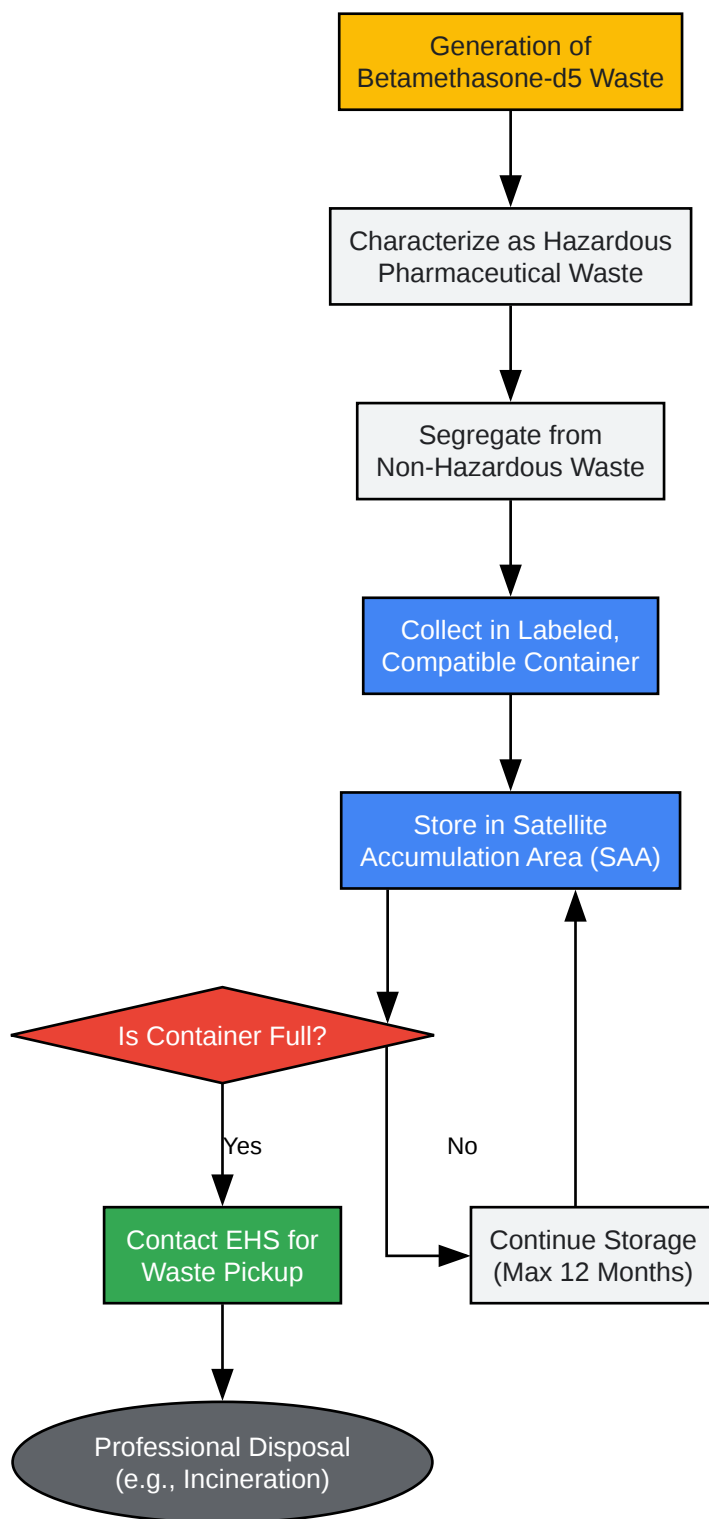 Generation of
Betamethasone-d5 Waste
Characterize as Hazardous
Pharmaceutical Waste
Segregate from
Non-Hazardous Waste
Collect in Labeled,
Compatible Container
Store in Satellite
Accumulation Area (SAA)
Is Container Full?
Yes
No
Contact EHS for
Waste Pickup
Continue Storage
(Max 12 Months)
Professional Disposal
(e.g., Incineration)